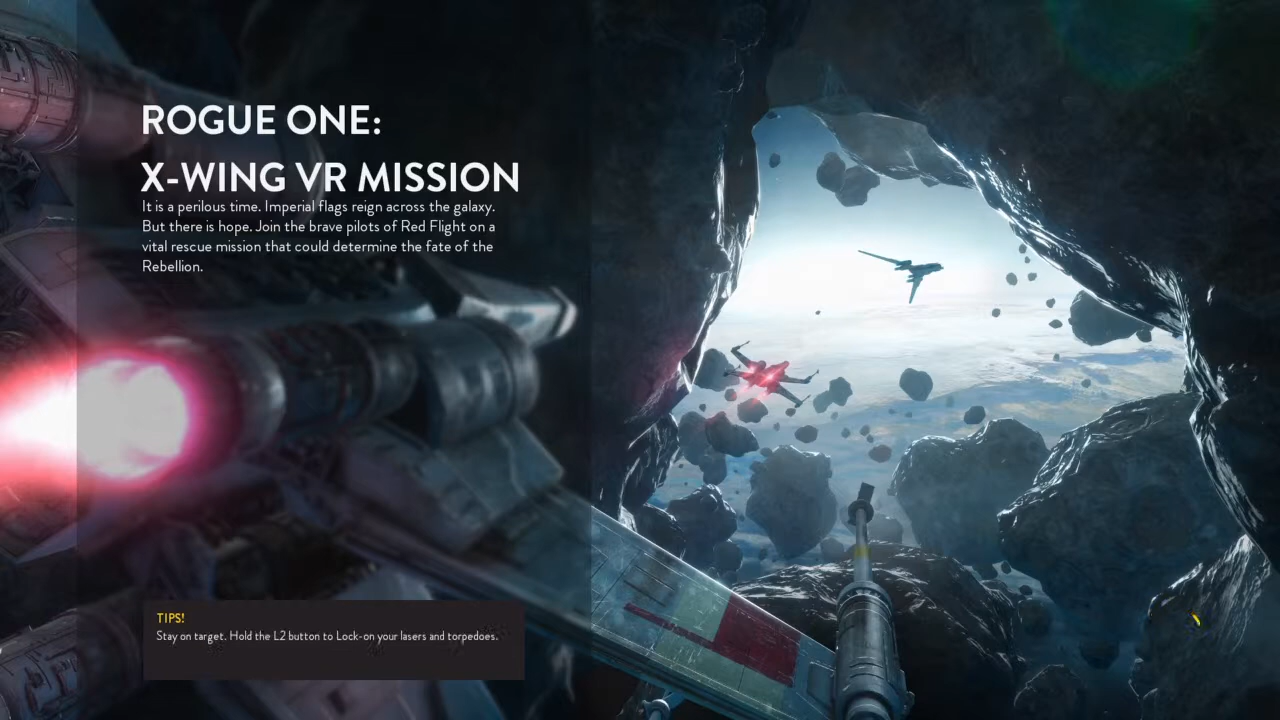 ROGUE ONE:
X-WING VR MISSION
It is a perilous time. Imperial flags reign across the galaxy.
But there is hope. Join the brave pilots of Red Flight on a
vital rescue mission that could determine the fate of the
Rebellion.
TIPS!
Stay on target. Hold the L2 button to Lock-on your lasers and torpedoes.